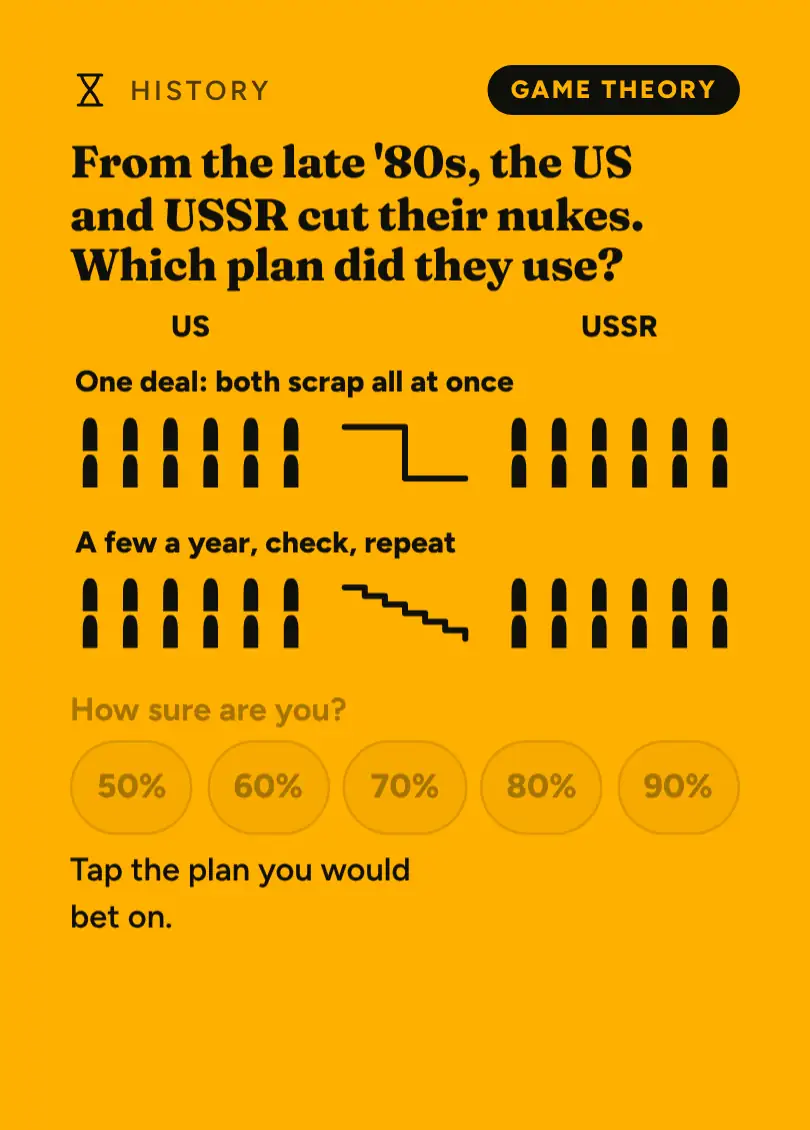 HISTORY
GAME THEORY
From the late '80s, the US
and USSR cut their nukes.
Which plan did they use?
US
USSR
One deal: both scrap all at once
A few a year, check, repeat
How sure are you?
50%
60%
70%
80%
90%
Tap the plan you would
bet on.